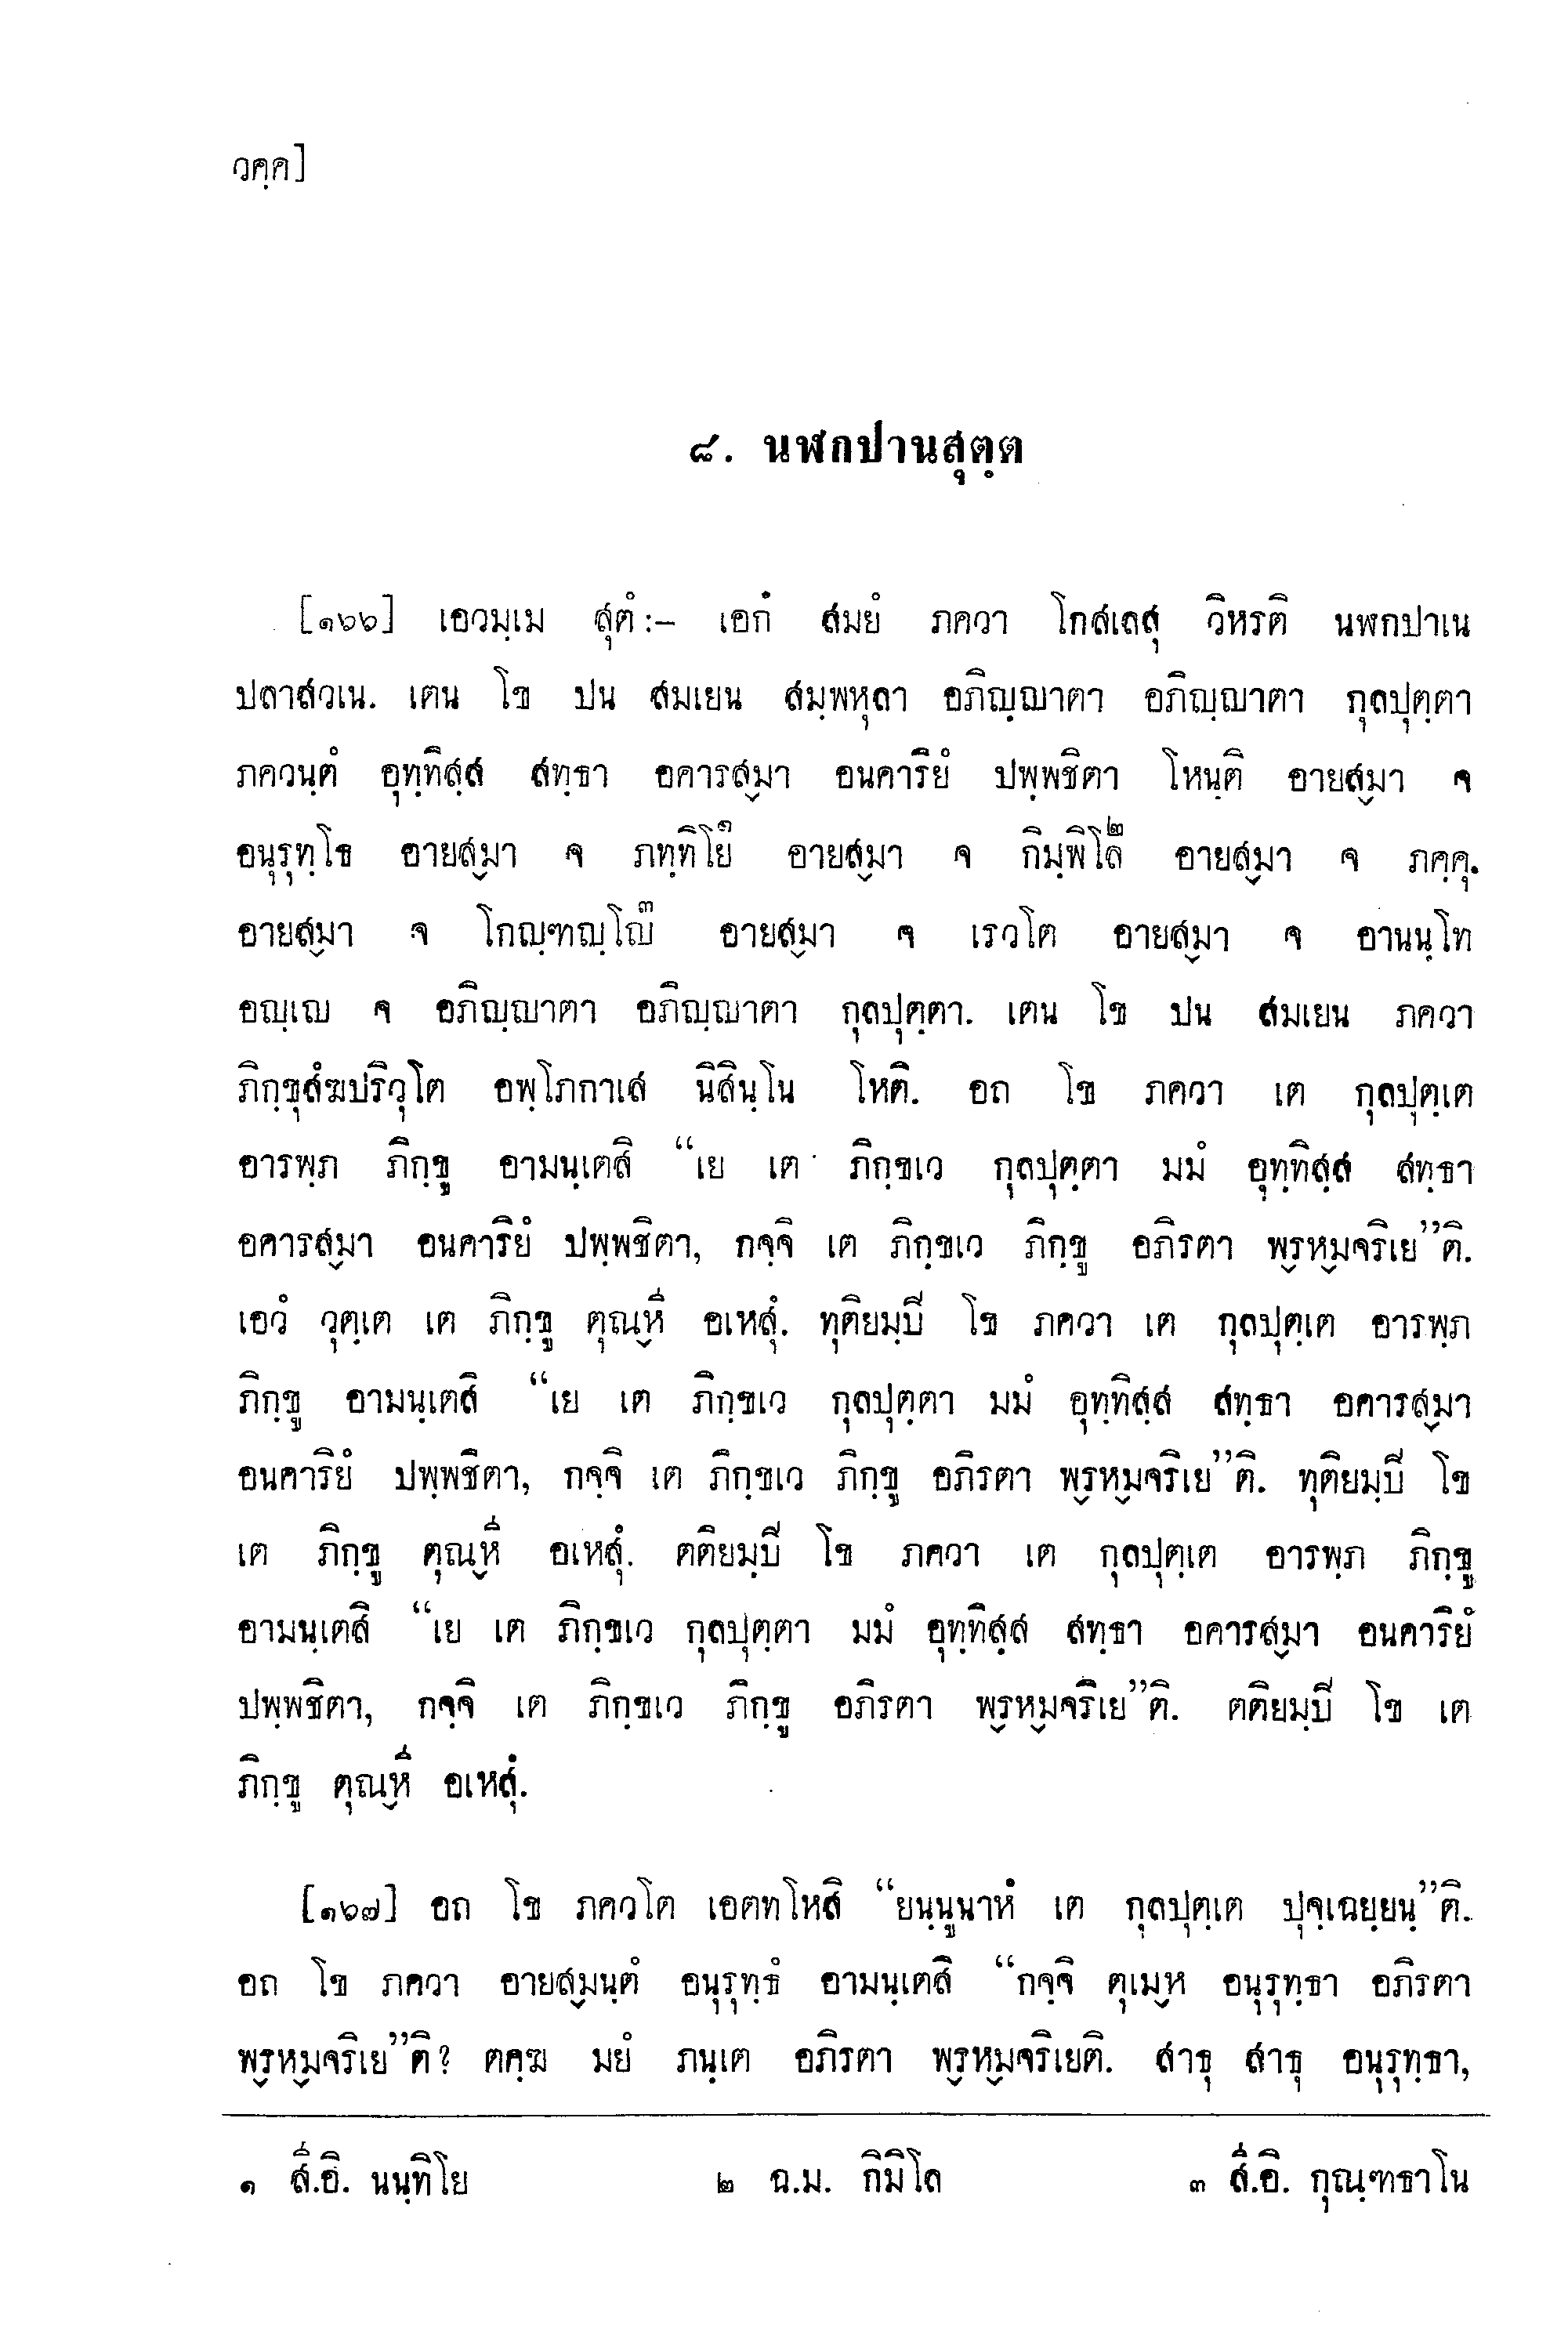 วคฺค]
๘. นฬกปานสุตฺต
[๑๖๖] เอวมฺเม สุตํ:– เอกํ สมยํ ภควา โกสเลสุ วิหรติ นฬกปาเน
ปลาสวเน. เตน โข ปน สมเยน สมฺพหุลา อภิญฺญาตา อภิญฺญาตา กุลปุตฺตา
ภควนฺตํ อุทฺทิสฺส สทฺธา อคารสฺมา อนคาริยํ ปพฺพชิตา โหนฺติ อายสฺมา จ
อนุรุทฺโธ อายสฺมา จ ภทฺทิโย๑ อายสฺมา จ กิมฺพิโล๒ อายสฺมา จ ภคฺคุ.
อายสฺมา จ โกญฺฑญฺโญ๓ อายสฺมา จ เรวโต อายสฺมา จ อานนฺโท
อญฺเญ จ อภิญฺญาตา อภิญฺญาตา กุลปุตฺตา. เตน โข ปน สมเยน ภควา
ภิกฺขุสํฆปริวุโต อพฺโภกาเส นิสินฺโน โหติ. อถ โข ภควา เต กุลปุตฺเต
อารพฺภ ภิกฺขู อามนฺเตสิ “เย เต ภิกฺขเว กุลปุตฺตา มมํ อุทฺทิสฺส สทฺธา
อคารสฺมา อนคาริยํ ปพฺพชิตา, กจฺจิ เต ภิกฺขเว ภิกฺขู อภิรตา พฺรหฺมจริเย”ติ.
เอวํ วุตฺเต เต ภิกฺขู ตุณฺหี อเหสุํ. ทุติยมฺปี โข ภควา เต กุลปุตฺเต อารพฺภ
ภิกฺขู อามนฺเตสิ “เย เต ภิกฺขเว กุลปุตฺตา มมํ อุทฺทิสฺส สทฺธา อคารสฺมา
อนคาริยํ ปพฺพชิตา, กจฺจิ เต ภิกฺขเว ภิกฺขู อภิรตา พฺรหฺมจริเย”ติ. ทุติยมฺปี โข
เต ภิกฺขู ตุณฺหี อเหสุํ. ตติยมฺปี โข ภควา เต กุลปุตฺเต อารพฺภ ภิกฺขู
อามนฺเตสิ “เย เต ภิกฺขเว กุลปุตฺตา มมํ อุทฺทิสฺส สทฺธา อคารสฺมา อนคาริยํ
ปพฺพชิตา, กจฺจิ เต ภิกฺขเว ภิกฺขู อภิรตา พฺรหฺมจริเย”ติ. ตติยมฺปี โข เต
ภิกฺขู ตุณฺหี อเหสุํ.
[๑๖๗] อถ โข ภควโต เอตทโหสิ “ยนฺนูนาหํ เต กุลปุตฺเต ปุจฺเฉยฺยนฺ”ติ.
อถ โข ภควา อายสฺมนฺตํ อนุรุทฺธํ อามนฺเตสิ “กจฺจิ ตุเมฺห อนุรุทฺธา อภิรตา
พฺรหฺมจริเย”ติ? ตคฺฆ มยํ ภนฺเต อภิรตา พฺรหฺมจริเยติ. สาธุ สาธุ อนุรุทฺธา,
๑ สี.อิ. นนฺทิโย ๒ ฉ.ม. กิมิโล ๓ สี.อิ. กุณฺฑธาโน